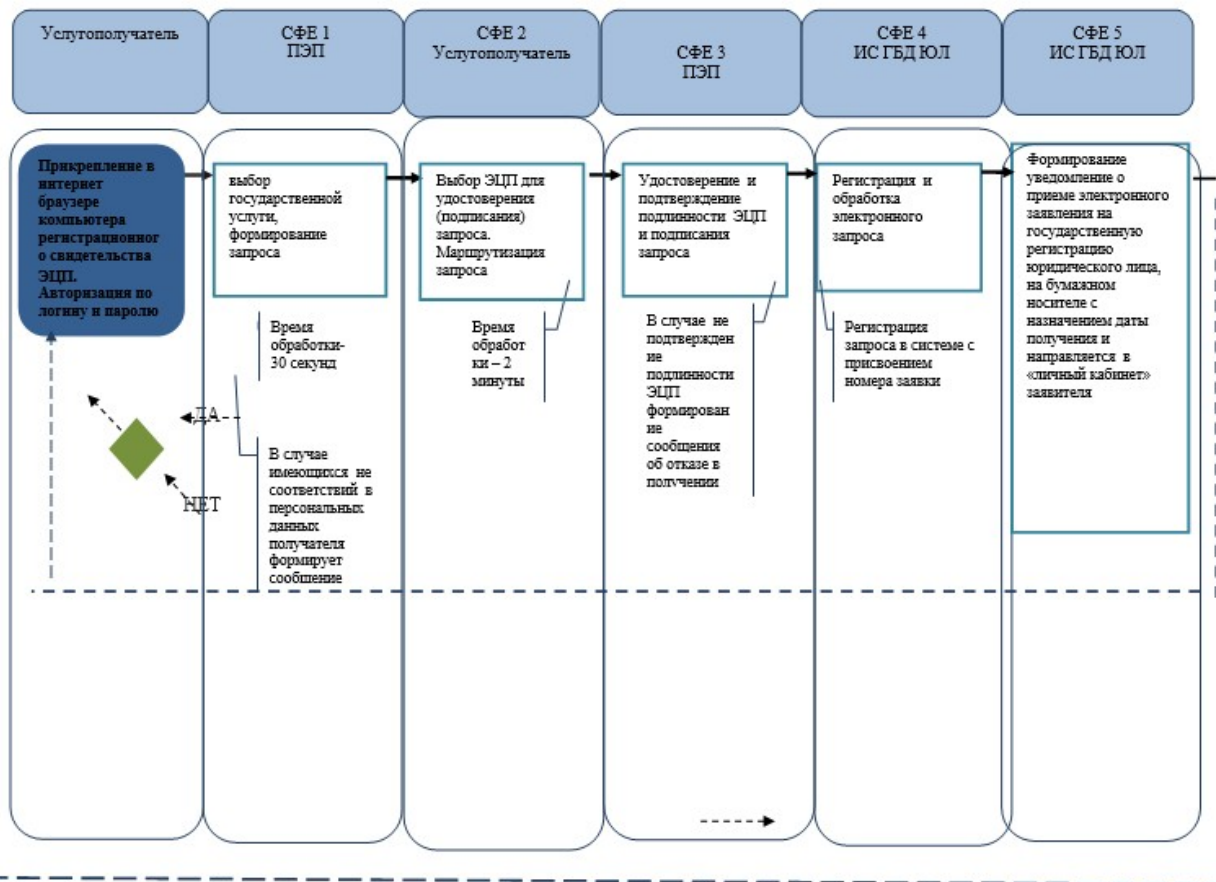 Услугополучатель
СФЕ 1
ПЭП
СФЕ 2
Услугополучатель
СФЕ 3
ПЭП
СФЕ 4
ИС ГБД ЮЛ
СФЕ 5
ИС ГБД ЮЛ
Прикрепление в
интернет
браузере
компьютера
регистрационног
о свидетельства
ЭЦП.
Авторизация по
логину и паролю
выбор
государственной
услуги,
формирование
запроса
Выбор ЭЦП для
удостоверения
(подписания)
запроса.
Маршрутизация
запроса
Удостоверение и
подтверждение
подлинности ЭЦП
и подписания
запроса
Регистрация и
обработка
электронного
запроса
Формирование
уведомление о
приеме электронного
заявления на
государственную
регистрацию
юридического лица,
на бумажном
носителе с
назначением даты
получения и
направляется в
«личный кабинет»
заявителя
Время
обработки-
30 секунд
Время
обработ
ки – 2
минуты
В случае не
подтвержден
ие
подлинности
ЭЦП
формирован
ие
сообщения
об отказе в
получении
Регистрация
запроса в системе с
присвоением
номера заявки
ДА
НЕТ
В случае
имеющихся не
соответствий в
персональных
данных
получателя
формирует
сообщение